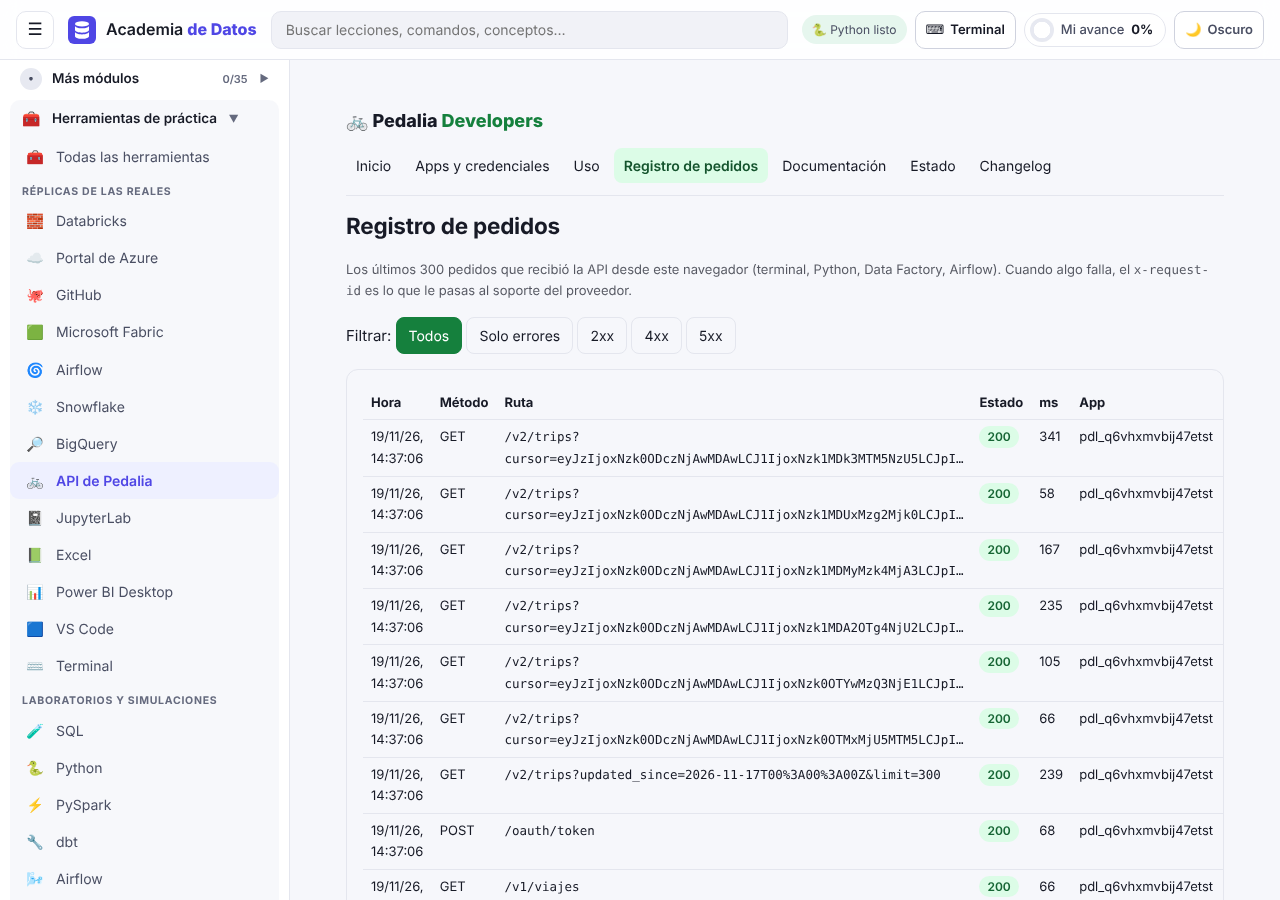 ☰ Academia de Datos Buscar lecciones, comandos, conceptos... 🐍 Python listo ⌨ Terminal Mi avance 0% 🌙 Oscuro
• Más módulos 0/35 ▶
🧰 Herramientas de práctica ▼
🧰 Todas las herramientas
RÉPLICAS DE LAS REALES
🧱 Databricks
☁️ Portal de Azure
🐙 GitHub
🟩 Microsoft Fabric
🌀 Airflow
❄️ Snowflake
🔎 BigQuery
🚲 API de Pedalia
📓 JupyterLab
📗 Excel
📊 Power BI Desktop
🟦 VS Code
⌨️ Terminal
LABORATORIOS Y SIMULACIONES
🧪 SQL
🐍 Python
⚡ PySpark
🔧 dbt
🌬️ Airflow
🚲 Pedalia Developers
Inicio Apps y credenciales Uso Registro de pedidos Documentación Estado Changelog
Registro de pedidos
Los últimos 300 pedidos que recibió la API desde este navegador (terminal, Python, Data Factory, Airflow). Cuando algo falla, el x-request-
id es lo que le pasas al soporte del proveedor.
Filtrar: Todos Solo errores 2xx 4xx 5xx
Hora Método Ruta Estado ms App
19/11/26, GET /v2/trips? 200 341 pdl_q6vhxmvbij47etst
14:37:06 cursor=eyJzIjoxNzk0ODczNjAwMDAwLCJ1IjoxNzk1MDk3MTM5NzU5LCJpI…
19/11/26, GET /v2/trips? 200 58 pdl_q6vhxmvbij47etst
14:37:06 cursor=eyJzIjoxNzk0ODczNjAwMDAwLCJ1IjoxNzk1MDUxMzg2Mjk0LCJpI…
19/11/26, GET /v2/trips? 200 167 pdl_q6vhxmvbij47etst
14:37:06 cursor=eyJzIjoxNzk0ODczNjAwMDAwLCJ1IjoxNzk1MDMyMzk4MjA3LCJpI…
19/11/26, GET /v2/trips? 200 235 pdl_q6vhxmvbij47etst
14:37:06 cursor=eyJzIjoxNzk0ODczNjAwMDAwLCJ1IjoxNzk1MDA2OTg4NjU2LCJpI…
19/11/26, GET /v2/trips? 200 105 pdl_q6vhxmvbij47etst
14:37:06 cursor=eyJzIjoxNzk0ODczNjAwMDAwLCJ1IjoxNzk0OTYwMzQ3NjE1LCJpI…
19/11/26, GET /v2/trips? 200 66 pdl_q6vhxmvbij47etst
14:37:06 cursor=eyJzIjoxNzk0ODczNjAwMDAwLCJ1IjoxNzk0OTMxMjU5MTM5LCJpI…
19/11/26, GET /v2/trips?updated_since=2026-11-17T00%3A00%3A00Z&limit=300 200 239 pdl_q6vhxmvbij47etst
14:37:06
19/11/26, POST /oauth/token 200 68 pdl_q6vhxmvbij47etst
14:37:06
19/11/26, GET /v1/viajes 200 66 pdl_q6vhxmvbij47etst